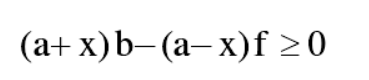 (a+ x)b−(a− x)f ≥0